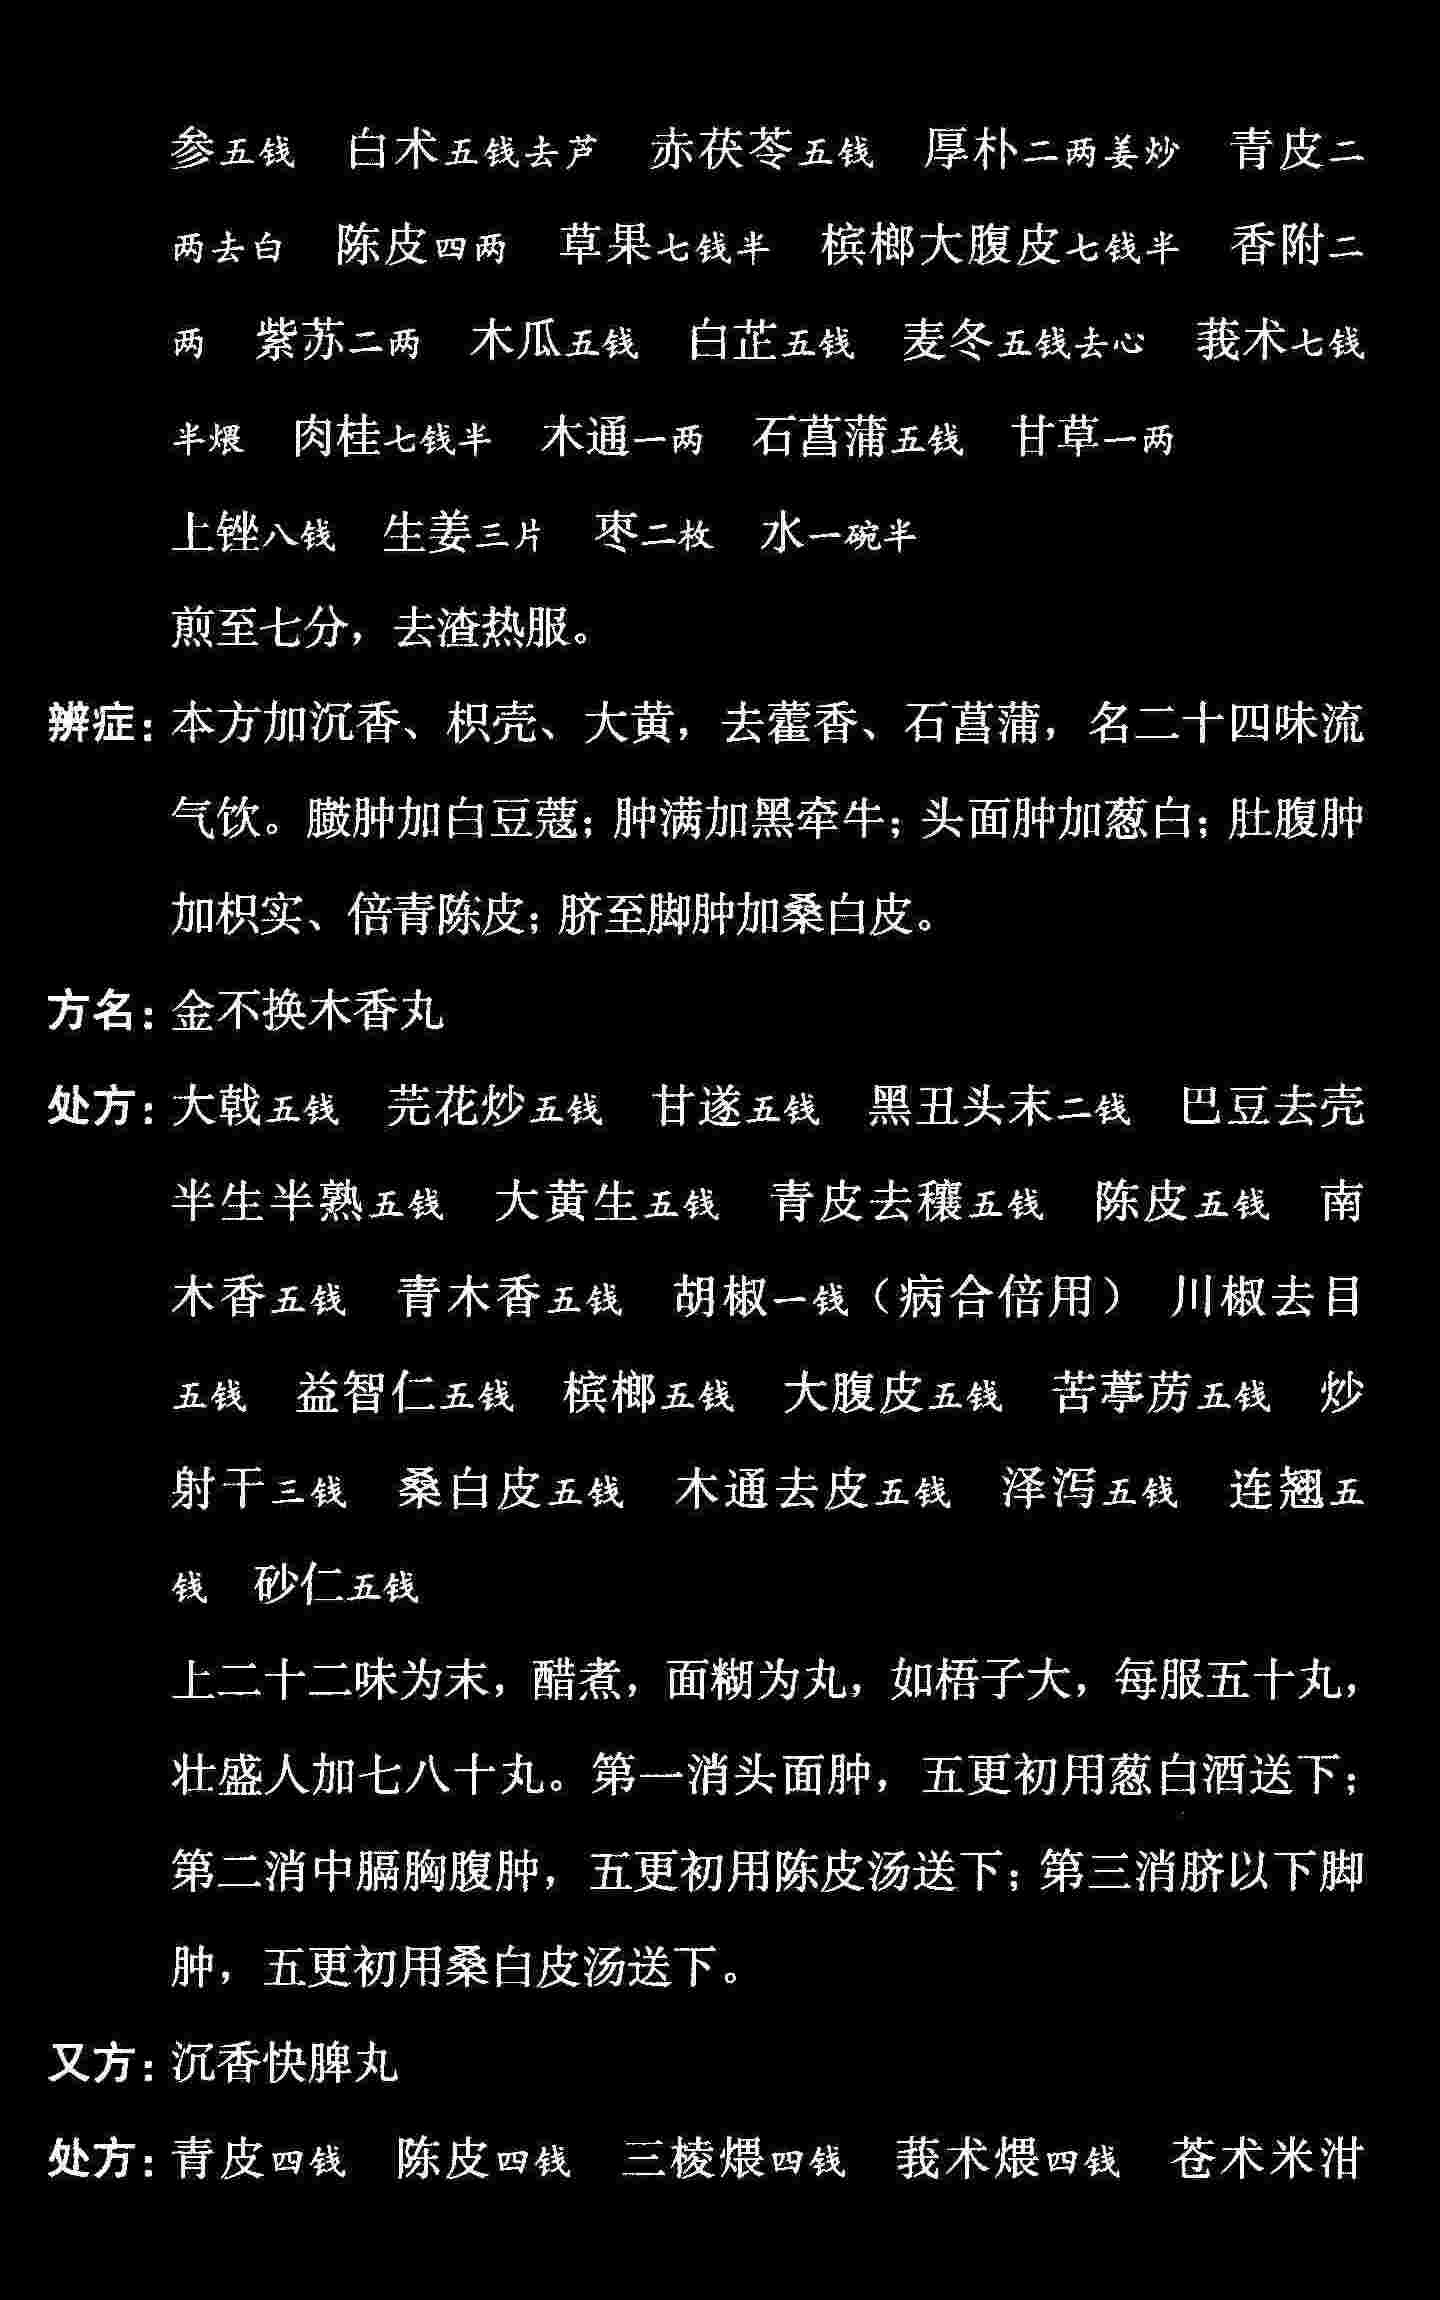 参五钱　白术五钱去芦　赤茯苓五钱　厚朴二两姜炒　青皮二
两去白　陈皮四两　草果七钱半　槟榔大腹皮七钱半　香附二
两　紫苏二两　木瓜五钱　白芷五钱　麦冬五钱去心　莪术七钱
半煨　肉桂七钱半　木通一两　石菖蒲五钱　甘草一两
上锉八钱　生姜三片　枣二枚　水一碗半
煎至七分，去渣热服。
辨症：本方加沉香、枳壳、大黄，去藿香、石菖蒲，名二十四味流
气饮。臌肿加白豆蔻；肿满加黑牵牛；头面肿加葱白；肚腹肿
加枳实、倍青陈皮；脐至脚肿加桑白皮。
方名：金不换木香丸
处方：大戟五钱　芫花炒五钱　甘遂五钱　黑丑头末二钱　巴豆去壳
半生半熟五钱　大黄生五钱　青皮去穰五钱　陈皮五钱　南
木香五钱　青木香五钱　胡椒一钱（病合倍用）　川椒去目
五钱　益智仁五钱　槟榔五钱　大腹皮五钱　苦葶苈五钱　炒
射干三钱　桑白皮五钱　木通去皮五钱　泽泻五钱　连翘五
钱　砂仁五钱
上二十二味为末，醋煮，面糊为丸，如梧子大，每服五十丸，
壮盛人加七八十丸。第一消头面肿，五更初用葱白酒送下；
第二消中膈胸腹肿，五更初用陈皮汤送下；第三消脐以下脚
肿，五更初用桑白皮汤送下。
又方：沉香快脾丸
处方：青皮四钱　陈皮四钱　三棱煨四钱　莪术煨四钱　苍术米泔